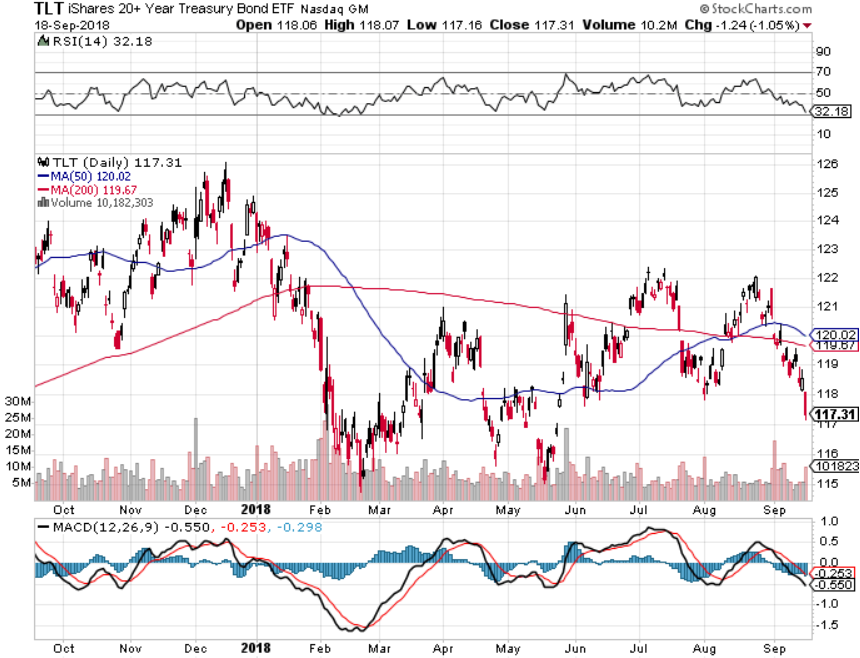 TLT iShares 20+ Year Treasury Bond ETF Nasdaq GM © StockCharts.com
18-Sep-2018 Open 118.06 High 118.07 Low 117.16 Close 117.31 Volume 10.2M Chg -1.24 (-1.05%)
RSI(14) 32.18
90
70
50
32.18
10
TLT (Daily) 117.31
MA(50) 120.02
MA(200) 119.67
Volume 10,182,303
126
125
124
123
122
121
120.02
119.67
119
118
117.31
117
116
115
30M
25M
20M
15M
10M
5M
101823
Oct Nov Dec 2018 Feb Mar Apr May Jun Jul Aug Sep
MACD(12,26,9) -0.550, -0.253, -0.298
1.0
0.5
0.0
-0.253
-0.550
-1.0
-1.5
Oct Nov Dec 2018 Feb Mar Apr May Jun Jul Aug Sep